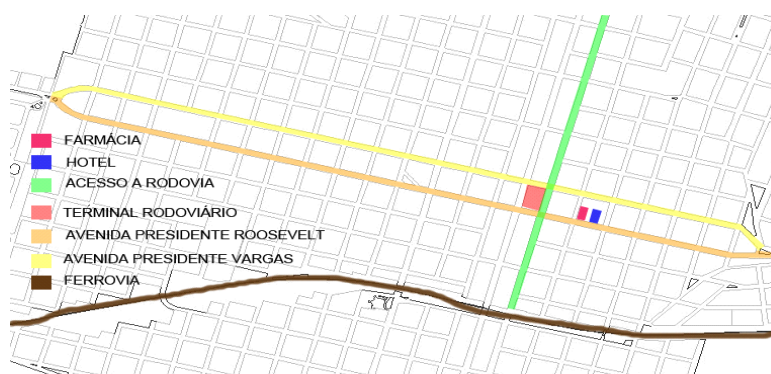 FARMÁCIA
HOTEL
ACESSO A RODOVIA
TERMINAL RODOVIÁRIO
AVENIDA PRESIDENTE ROOSEVELT
AVENIDA PRESIDENTE VARGAS
FERROVIA